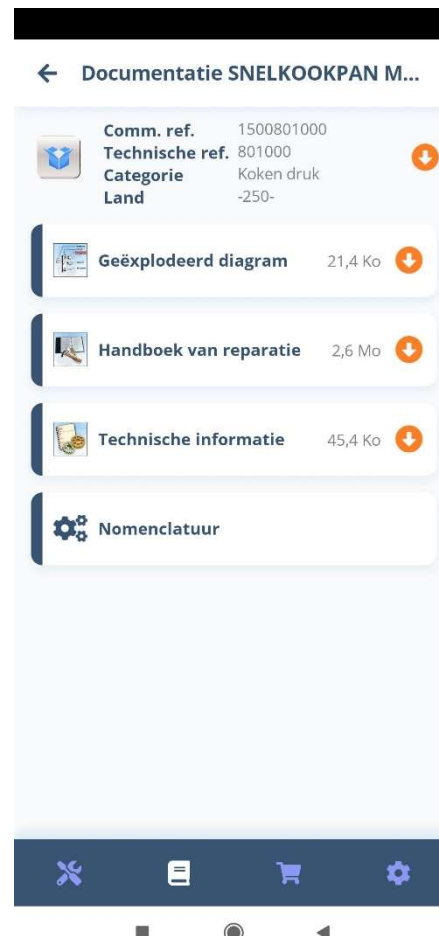 Documentatie SNELKOOKPAN M...
Comm. ref. 1500801000
Technische ref. 801000
Categorie Koken druk
Land -250-
Geëxplodeerd diagram 21,4 Ko
Handboek van reparatie 2,6 Mo
Technische informatie 45,4 Ko
Nomenclatuur